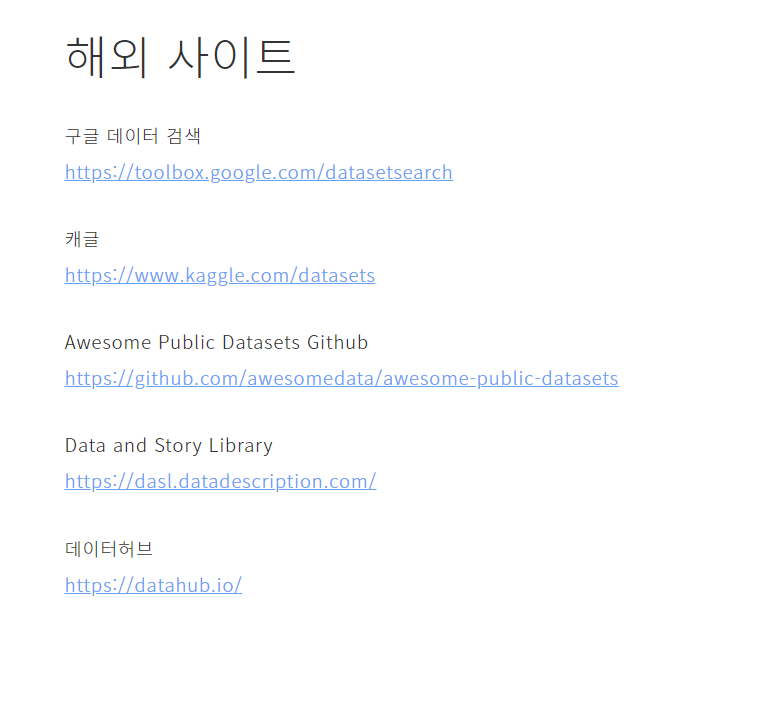 해외 사이트
구글 데이터 검색
https://toolbox.google.com/datasetsearch
캐글
https://www.kaggle.com/datasets
Awesome Public Datasets Github
https://github.com/awesomedata/awesome-public-datasets
Data and Story Library
https://dasl.datadescription.com/
데이터허브
https://datahub.io/